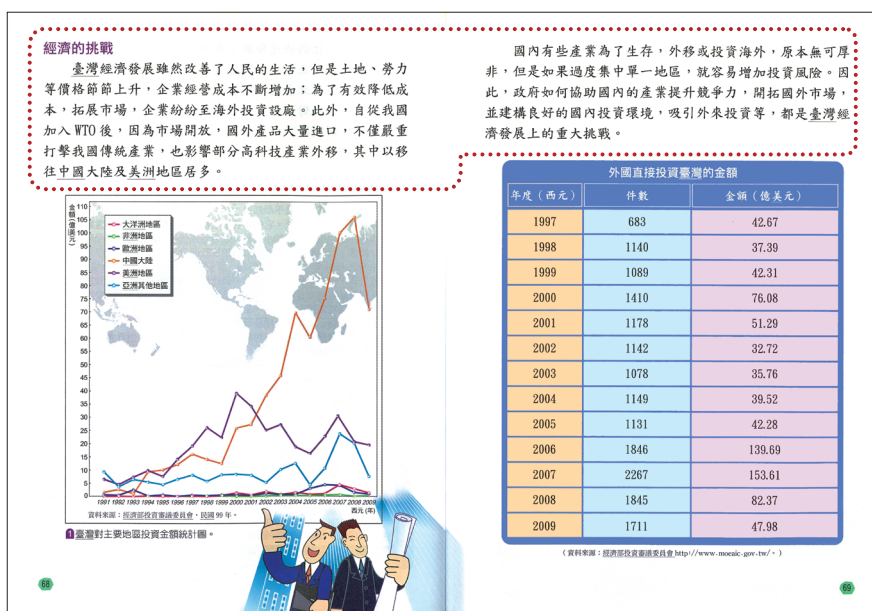 經濟的挑戰
臺灣經濟發展雖然改善了人民的生活，但是土地、勞力
等價格節節上升，企業經營成本不斷增加；為了有效降低成
本，拓展市場，企業紛紛至海外投資設廠。此外，自從我國
加入 WTO 後，因為市場開放，國外產品大量進口，不僅嚴重
打擊我國傳統產業，也影響部分高科技產業外移，其中以移
往中國大陸及美洲地區居多。
金額（億美元）
110
105
100
95
90
85
80
75
70
65
60
55
50
45
40
35
30
25
20
15
10
5
0
大洋洲地區
非洲地區
歐洲地區
中國大陸
美洲地區
亞洲其他地區
1991 1992 1993 1994 1995 1996 1997 1998 1999 2000 2001 2002 2003 2004 2005 2006 2007 2008 2009
西元(年)
資料來源：經濟部投資審議委員會，民國 99 年。
1 臺灣對主要地區投資金額統計圖。
68
國內有些產業為了生存，外移或投資海外，原本無可厚
非，但是如果過度集中單一地區，就容易增加投資風險。因
此，政府如何協助國內的產業提升競爭力，開拓國外市場，
並建構良好的國內投資環境，吸引外來投資等，都是臺灣經
濟發展上的重大挑戰。
外國直接投資臺灣的金額
年度（西元） 件數 金額（億美元）
1997 683 42.67
1998 1140 37.39
1999 1089 42.31
2000 1410 76.08
2001 1178 51.29
2002 1142 32.72
2003 1078 35.76
2004 1149 39.52
2005 1131 42.28
2006 1846 139.69
2007 2267 153.61
2008 1845 82.37
2009 1711 47.98
（資料來源：經濟部投資審議委員會 http://www.moeaic.gov.tw/。）
69